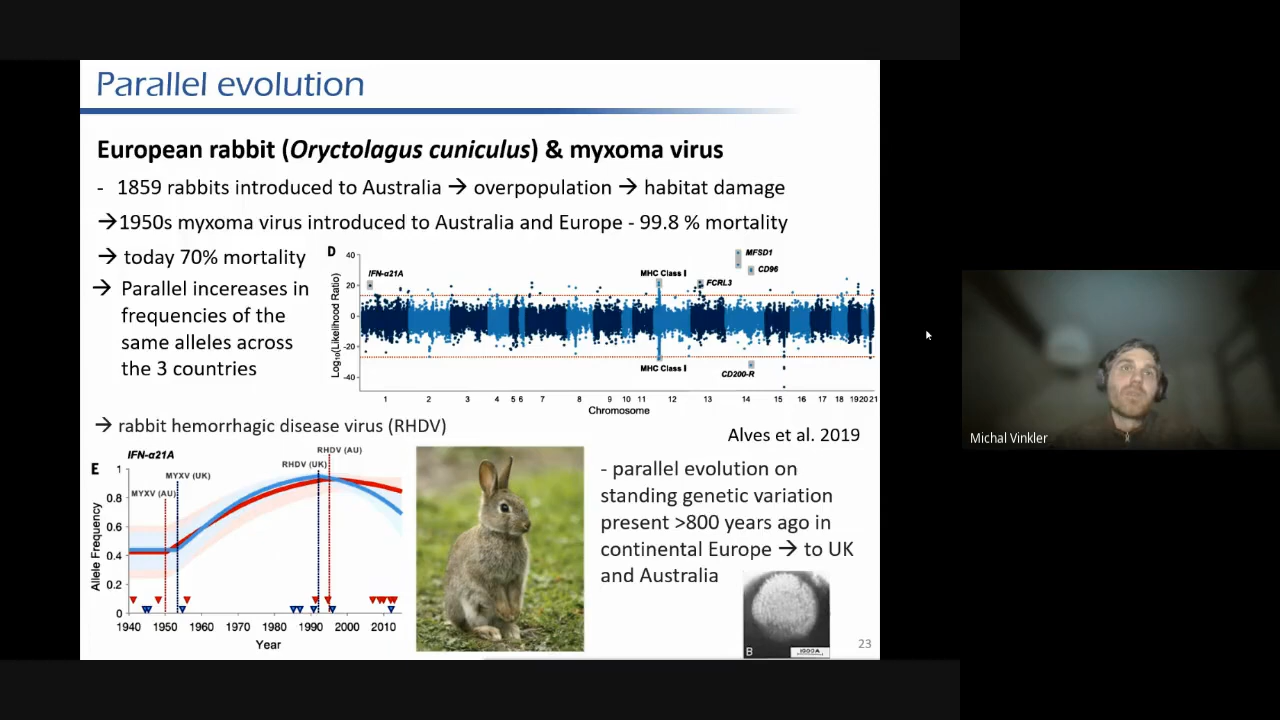 Parallel evolution
European rabbit (Oryctolagus cuniculus) & myxoma virus
- 1859 rabbits introduced to Australia → overpopulation → habitat damage
→1950s myxoma virus introduced to Australia and Europe - 99.8 % mortality
→ today 70% mortality
→ Parallel incereases in
frequencies of the
same alleles across
the 3 countries
D
Log₁₀(Likelihood Ratio)
40
20
0
-20
-40
IFN-α21A
MHC Class I
FCRL3
MFSD1
CD96
MHC Class I
CD200-R
1 2 3 4 5 6 7 8 9 10 11 12 13 14 15 16 17 18 19 20 21
Chromosome
→ rabbit hemorrhagic disease virus (RHDV)
Alves et al. 2019
E
IFN-α21A
MYXV (AU)
MYXV (UK)
RHDV (UK)
RHDV (AU)
Allele Frequency
1
0.8
0.6
0.4
0.2
0
1940 1950 1960 1970 1980 1990 2000 2010
Year
- parallel evolution on
standing genetic variation
present >800 years ago in
continental Europe → to UK
and Australia
B
23
Michal Vinkler